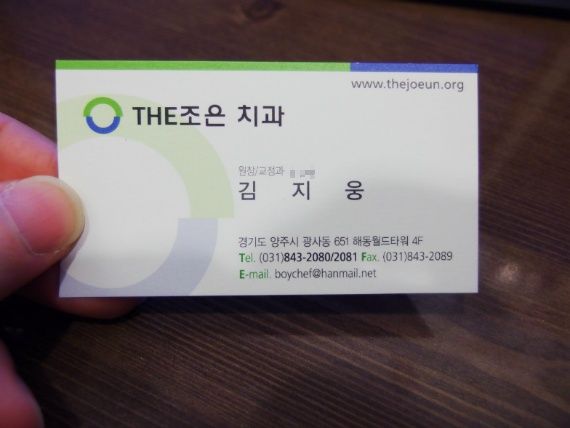 www.thejoeun.org
THE조은 치과
원장/교정과
김 지 웅
경기도 양주시 광사동 651 해동월드타워 4F
Tel. (031)843-2080/2081 Fax. (031)843-2089
E-mail. boychef@hanmail.net